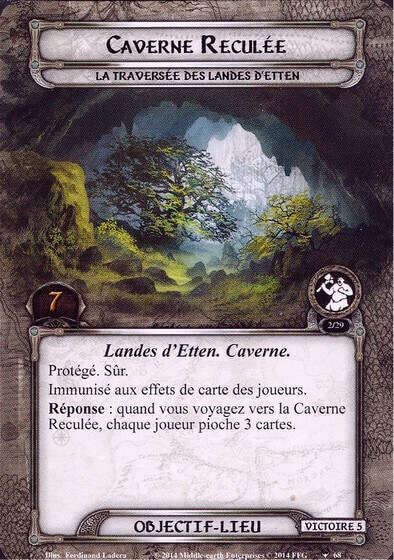 Caverne Reculée
La Traversée des Landes d'Etten
7
2/29
Landes d'Etten. Caverne.
Protégé. Sûr.
Immunisé aux effets de carte des joueurs.
Réponse : quand vous voyagez vers la Caverne
Reculée, chaque joueur pioche 3 cartes.
Objectif-Lieu
Victoire 5
Illus. Ferdinand Ladera
© 2014 Middle-earth Enterprises © 2014 FFG
68